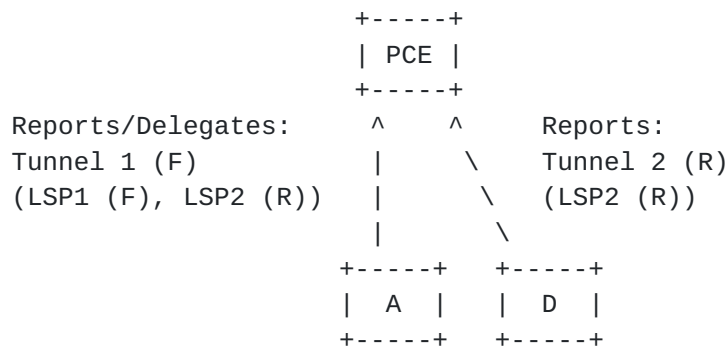 +-----+
                         | PCE |
                         +-----+
Reports/Delegates:        ^    ^     Reports:
Tunnel 1 (F)              |     \    Tunnel 2 (R)
(LSP1 (F), LSP2 (R))      |      \   (LSP2 (R))
                          |       \
                        +-----+   +-----+
                        |  A  |   |  D  |
                        +-----+   +-----+